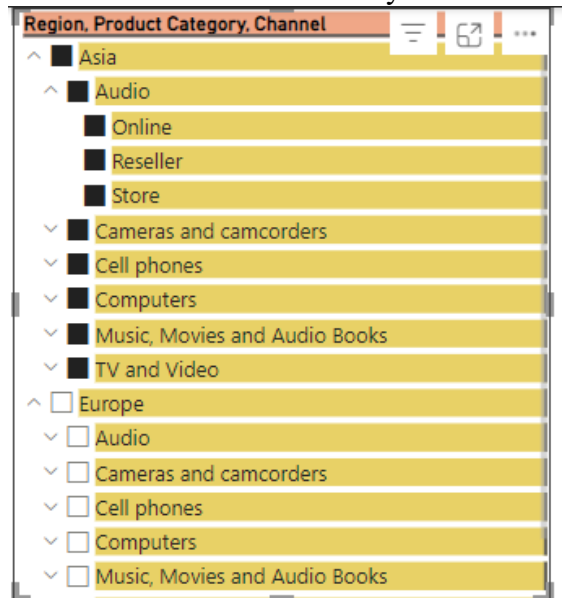 Region, Product Category, Channel
Asia
Audio
Online
Reseller
Store
Cameras and camcorders
Cell phones
Computers
Music, Movies and Audio Books
TV and Video
Europe
Audio
Cameras and camcorders
Cell phones
Computers
Music, Movies and Audio Books